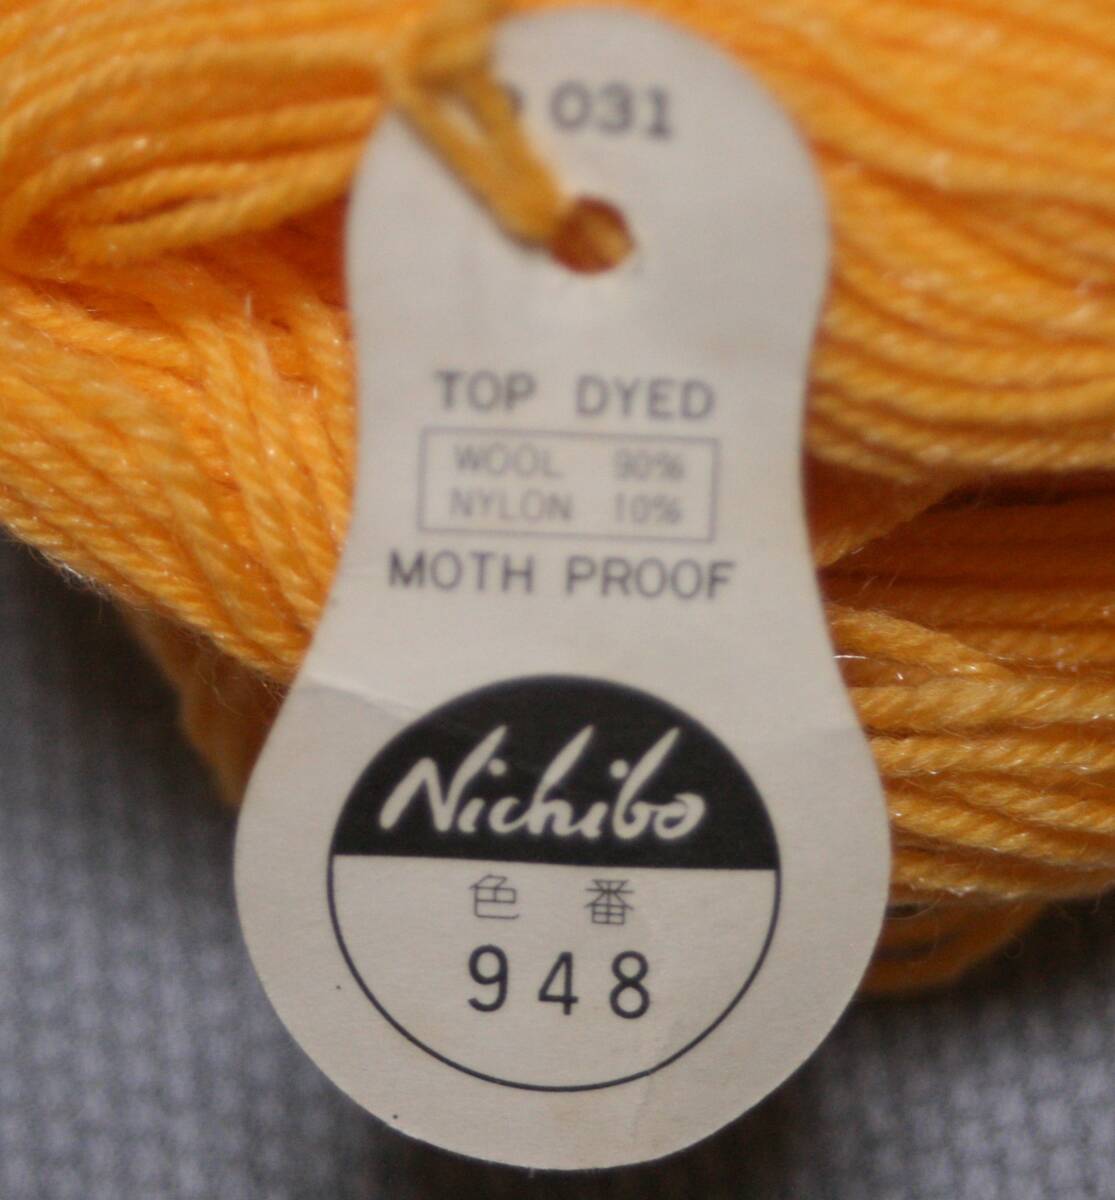 031
TOP DYED
WOOL 90%
NYLON 10%
MOTH PROOF
Nichibo
色番
948